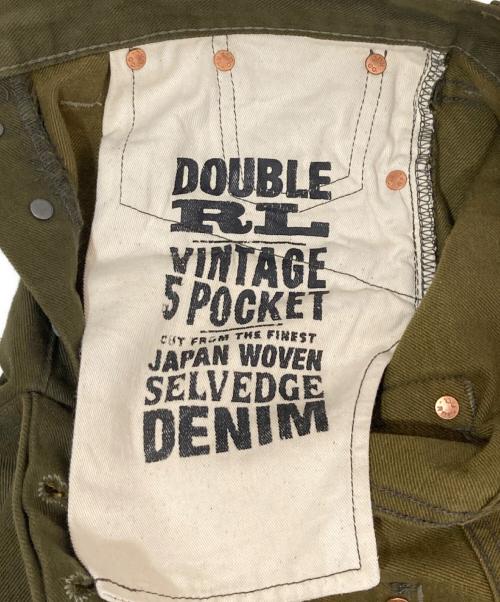 DOUBLE
RL
VINTAGE
5 POCKET
CUT FROM THE FINEST
JAPAN WOVEN
SELVEDGE
DENIM